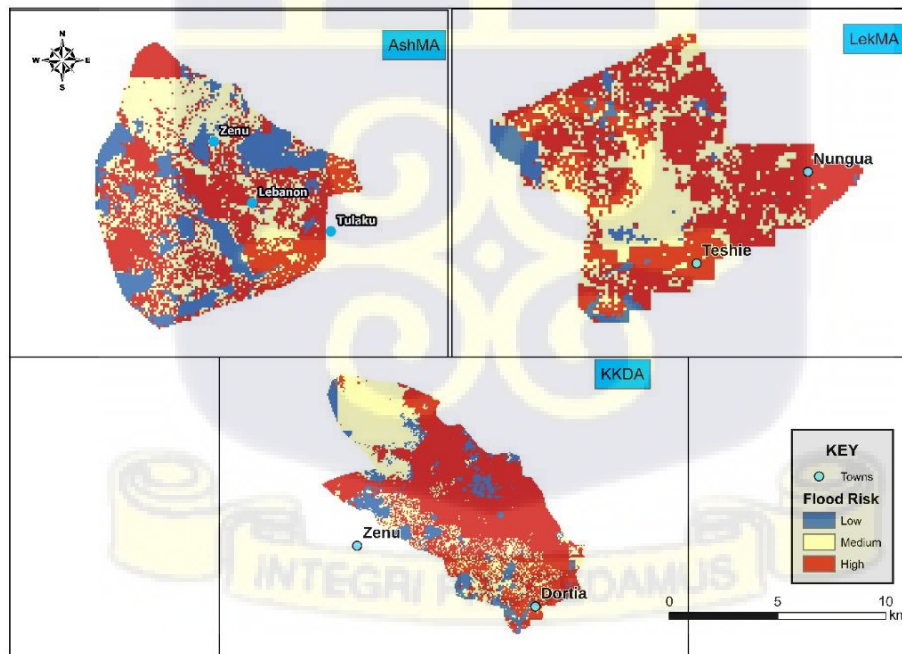 N
W E
S
AshMA
LekMA
Zenu
Lebanon
Tulaku
Nungua
Teshie
KKDA
Zenu
Dortia
KEY
Towns
Flood Risk
Low
Medium
High
0 5 10
km
INTEGRI P DAMUS